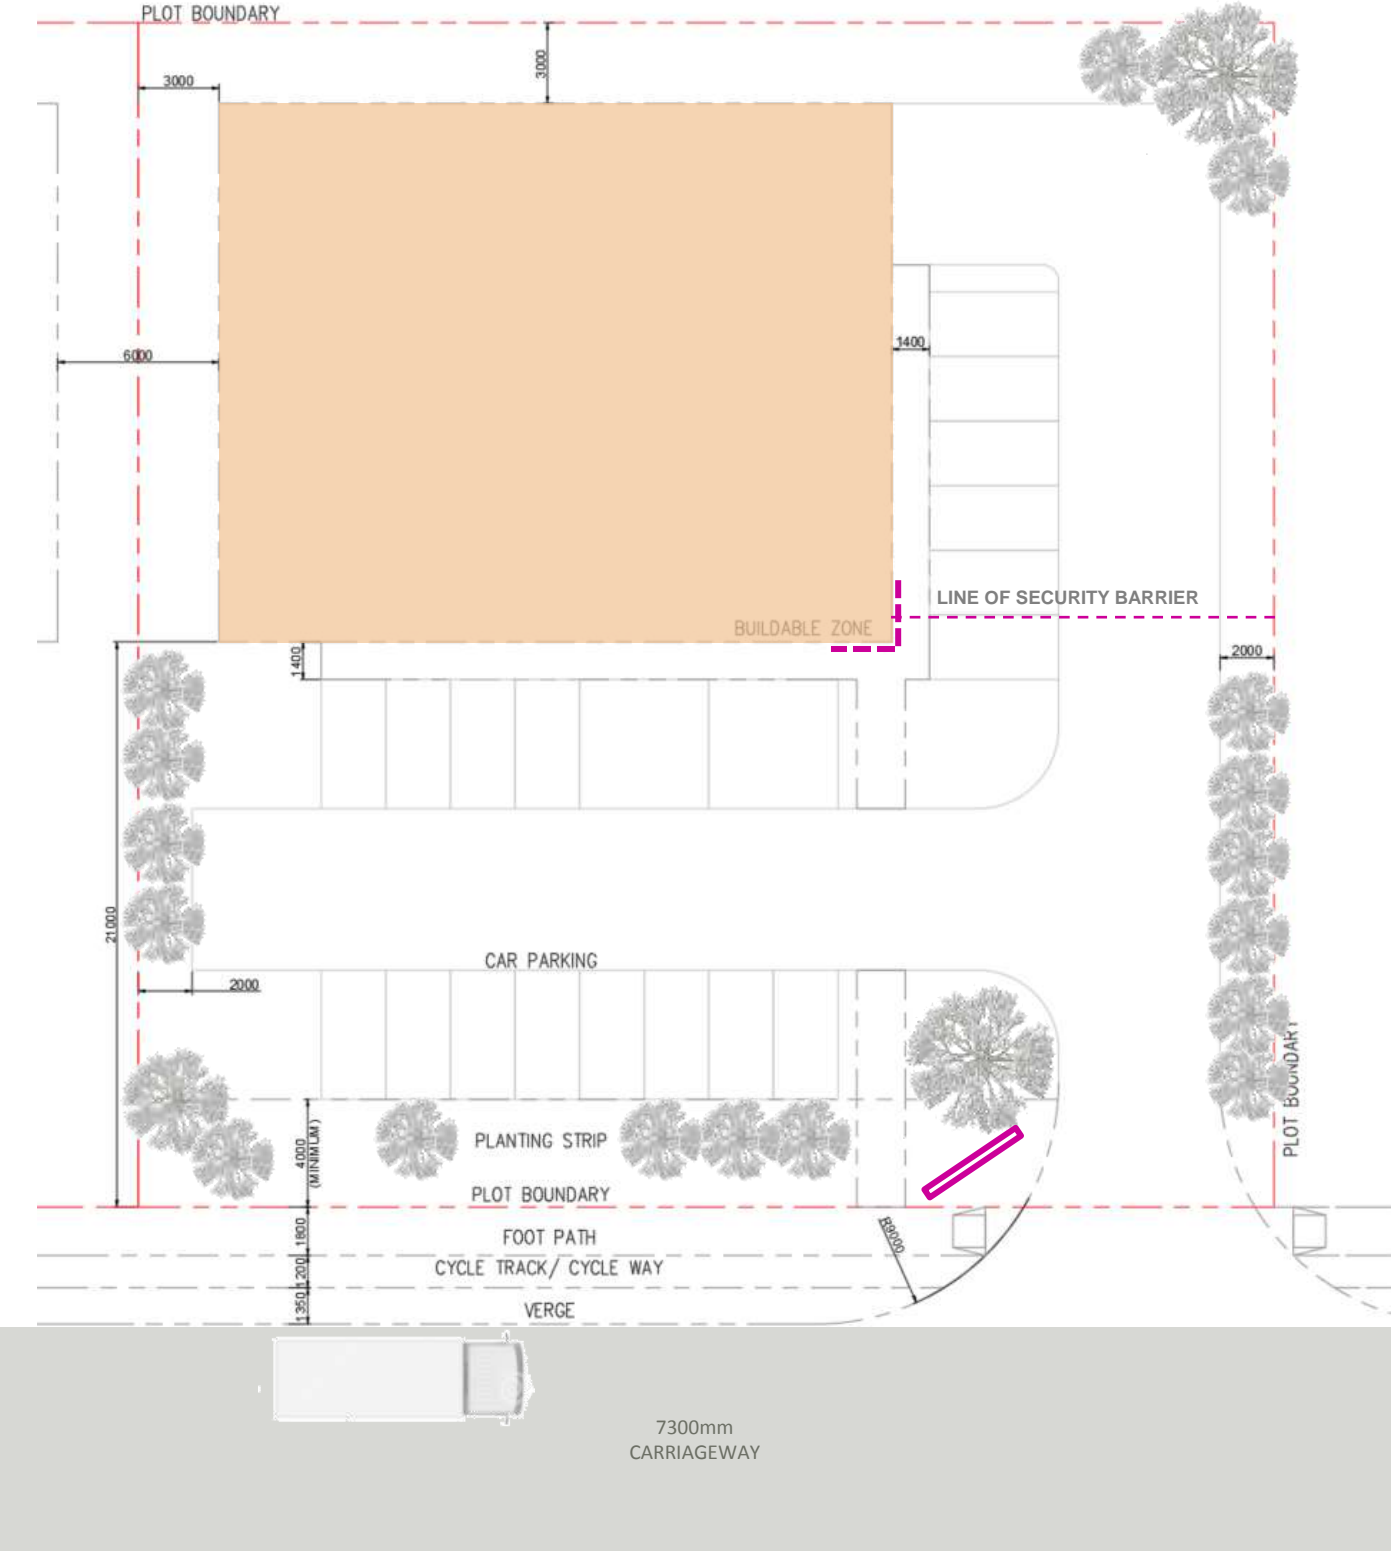 PLOT BOUNDARY
3000
3000
6000
1400
LINE OF SECURITY BARRIER
BUILDABLE ZONE
1400
2000
21000
CAR PARKING
2000
PLOT BOUNDARY
4000
(MINIMUM)
PLANTING STRIP
PLOT BOUNDARY
1800
FOOT PATH
R9000
1200
CYCLE TRACK/ CYCLE WAY
1350
VERGE
7300mm
CARRIAGEWAY